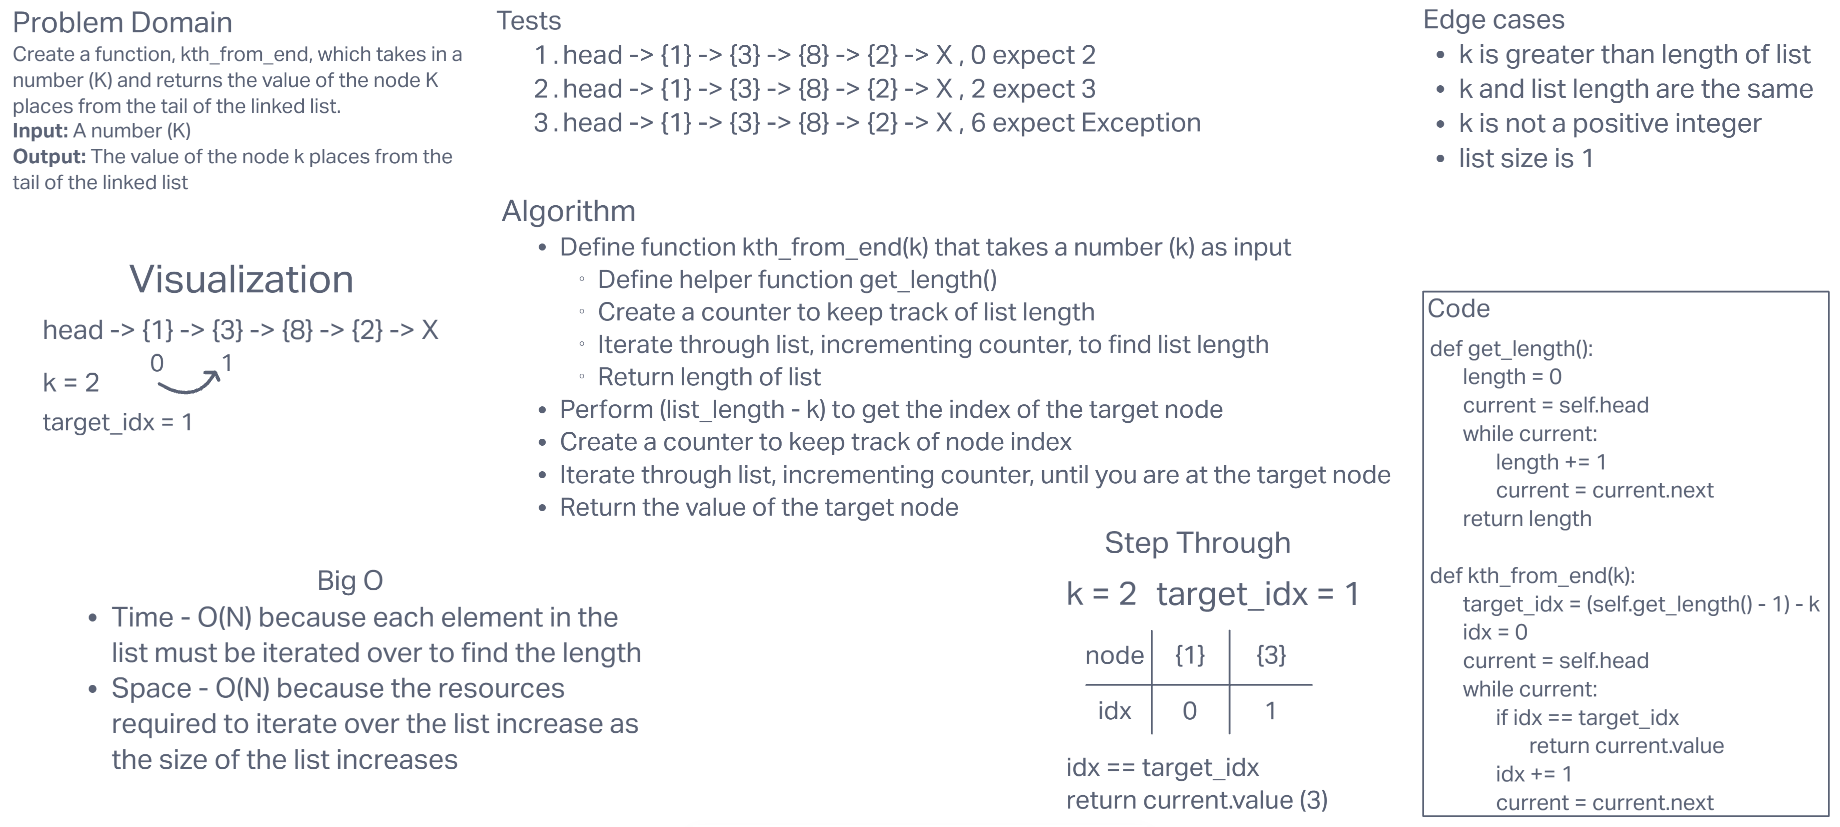 Problem Domain
Create a function, kth_from_end, which takes in a
number (K) and returns the value of the node K
places from the tail of the linked list.
Input: A number (K)
Output: The value of the node k places from the
tail of the linked list
Visualization
head -> {1} -> {3} -> {8} -> {2} -> X
0 1
k = 2
target_idx = 1
Big O
• Time - O(N) because each element in the
list must be iterated over to find the length
• Space - O(N) because the resources
required to iterate over the list increase as
the size of the list increases
Tests
1. head -> {1} -> {3} -> {8} -> {2} -> X , 0 expect 2
2. head -> {1} -> {3} -> {8} -> {2} -> X , 2 expect 3
3. head -> {1} -> {3} -> {8} -> {2} -> X , 6 expect Exception
Algorithm
• Define function kth_from_end(k) that takes a number (k) as input
◦ Define helper function get_length()
◦ Create a counter to keep track of list length
◦ Iterate through list, incrementing counter, to find list length
◦ Return length of list
• Perform (list_length - k) to get the index of the target node
• Create a counter to keep track of node index
• Iterate through list, incrementing counter, until you are at the target node
• Return the value of the target node
Step Through
k = 2 target_idx = 1
node {1} {3}
idx 0 1
idx == target_idx
return current.value (3)
Edge cases
• k is greater than length of list
• k and list length are the same
• k is not a positive integer
• list size is 1
Code
def get_length():
length = 0
current = self.head
while current:
length += 1
current = current.next
return length
def kth_from_end(k):
target_idx = (self.get_length() - 1) - k
idx = 0
current = self.head
while current:
if idx == target_idx
return current.value
idx += 1
current = current.next